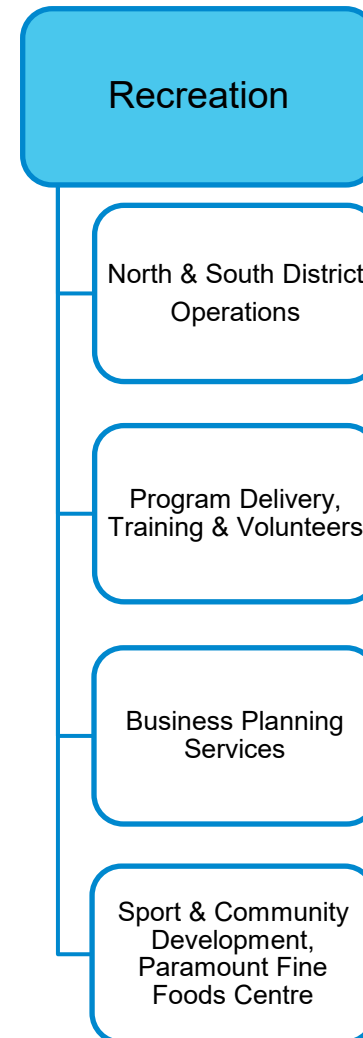 Recreation
North & South District
Operations
Program Delivery,
Training & Volunteers
Business Planning
Services
Sport & Community
Development,
Paramount Fine
Foods Centre